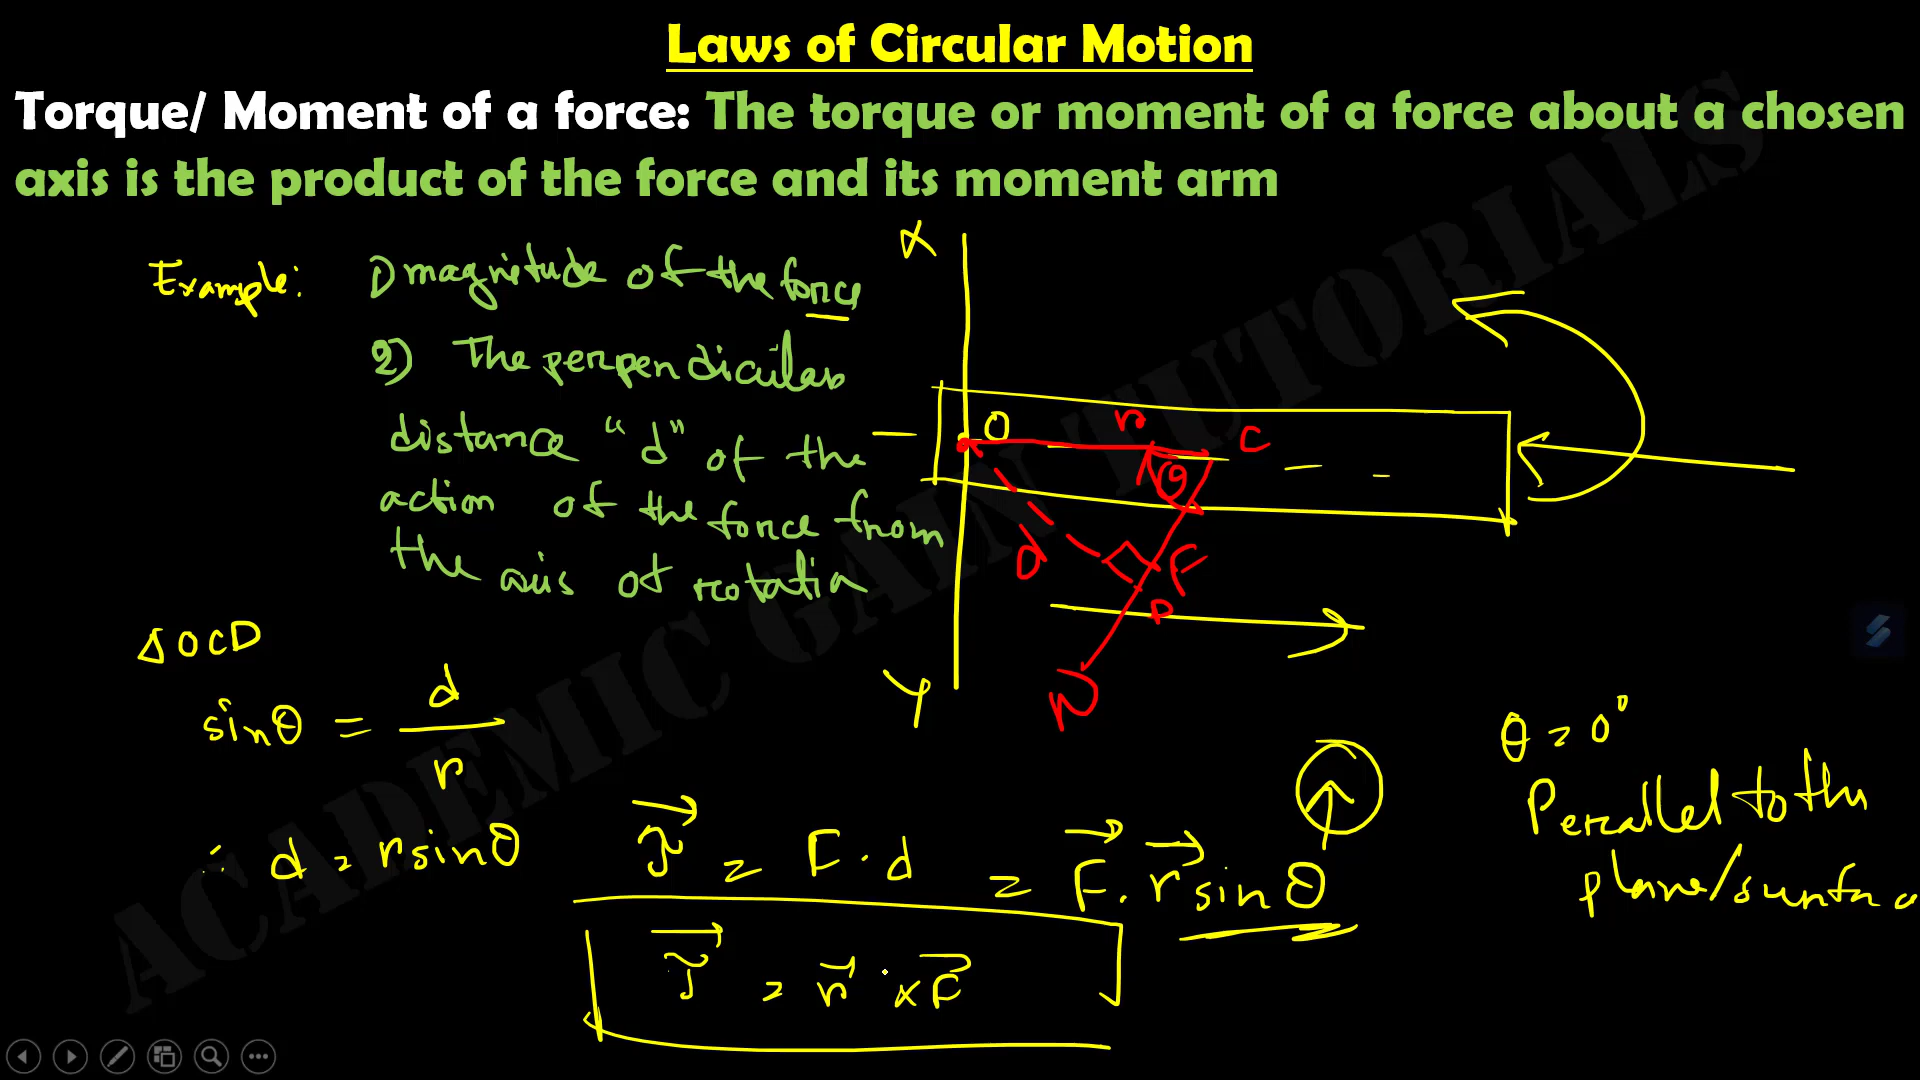 Laws of Circular Motion
Torque/ Moment of a force: The torque or moment of a force about a chosen
axis is the product of the force and its moment arm
Example:
1) magnitude of the force
2) The perpendicular
distance "d" of the
action of the force from
the axis of rotation
X
O
r
C
θ
d
F
D
Y
N
Δ OCD
sinθ = d
r
∴ d = rsinθ
τ = F · d = F. r sin θ
τ = r × F
θ = 0°
Parallel to the
plane/surfa
ACADEMIC GAIN TUTORIALS